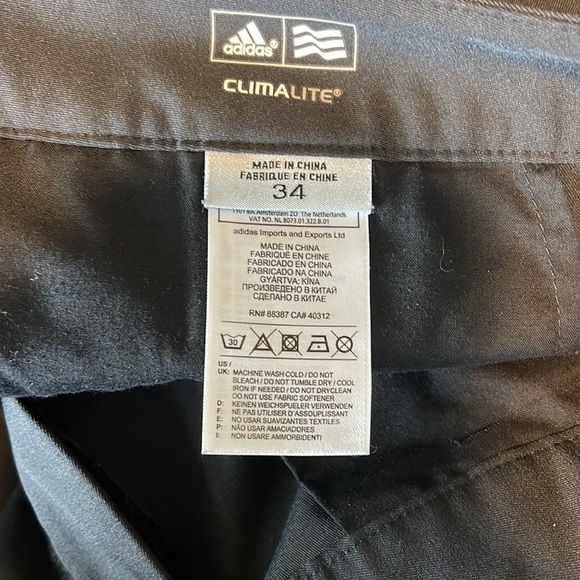 adidas®
CLIMALITE®
MADE IN CHINA
FABRIQUE EN CHINE
34
1101 BA Amsterdam ZO The Netherlands
VAT NO. NL 8073.01.322.B.01
adidas Imports and Exports Ltd
MADE IN CHINA
FABRIQUÉ EN CHINE
FABRICADO EN CHINA
FABRICADO NA CHINA
GYÁRTVA: KÍNA
ПРОИЗВЕДЕНО В КИТАЙ
СДЕЛАНО В КИТАЕ
RN# 88387 CA# 40312
30
US /
UK: MACHINE WASH COLD / DO NOT
BLEACH / DO NOT TUMBLE DRY / COOL
IRON IF NEEDED / DO NOT DRYCLEAN
DO NOT USE FABRIC SOFTENER
D: KEINEN WEICHSPUELER VERWENDEN
F: NE PAS UTILISER D'ASSOUPLISSANT
E: NO USAR SUAVIZANTES TEXTILES
P: NÃO USAR AMACIADORES
I: NON USARE AMMORBIDENTI